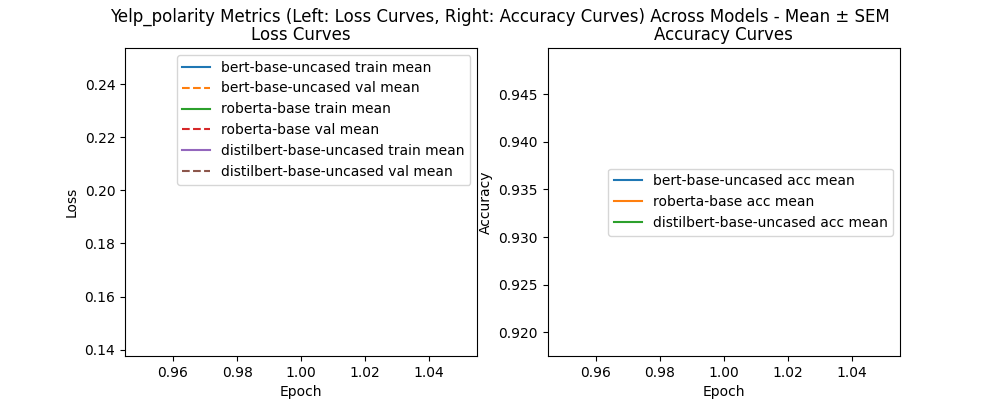 Yelp_polarity Metrics (Left: Loss Curves, Right: Accuracy Curves) Across Models - Mean ± SEM
Loss Curves
0.24
0.22
0.20
0.18
0.16
0.14
Loss
bert-base-uncased train mean
bert-base-uncased val mean
roberta-base train mean
roberta-base val mean
distilbert-base-uncased train mean
distilbert-base-uncased val mean
0.96 0.98 1.00 1.02 1.04
Epoch
Accuracy Curves
0.945
0.940
0.935
0.930
0.925
0.920
Accuracy
bert-base-uncased acc mean
roberta-base acc mean
distilbert-base-uncased acc mean
0.96 0.98 1.00 1.02 1.04
Epoch